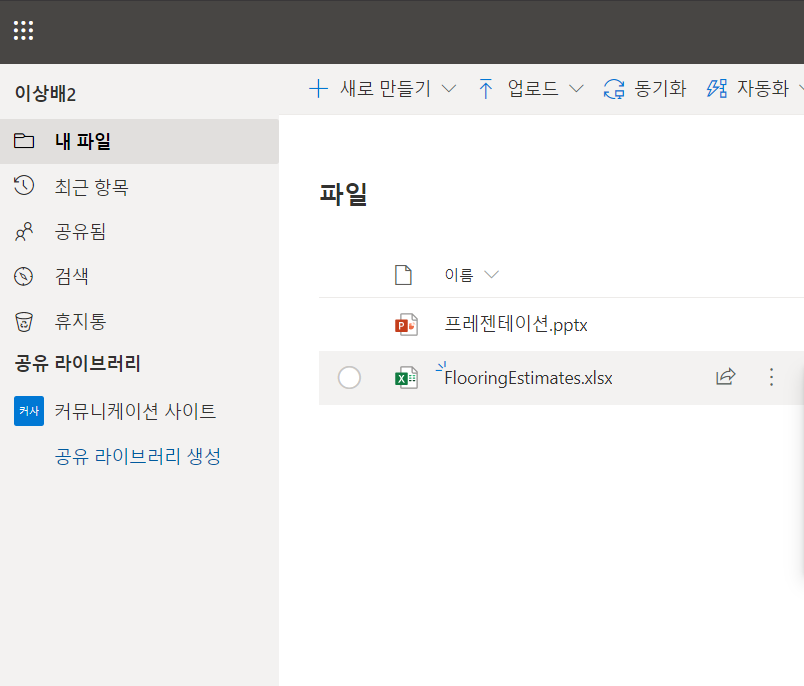 이상배2
새로 만들기 업로드 동기화 자동화
내 파일
최근 항목
공유됨
검색
휴지통
공유 라이브러리
커사 커뮤니케이션 사이트
공유 라이브러리 생성
파일
이름
프레젠테이션.pptx
FlooringEstimates.xlsx